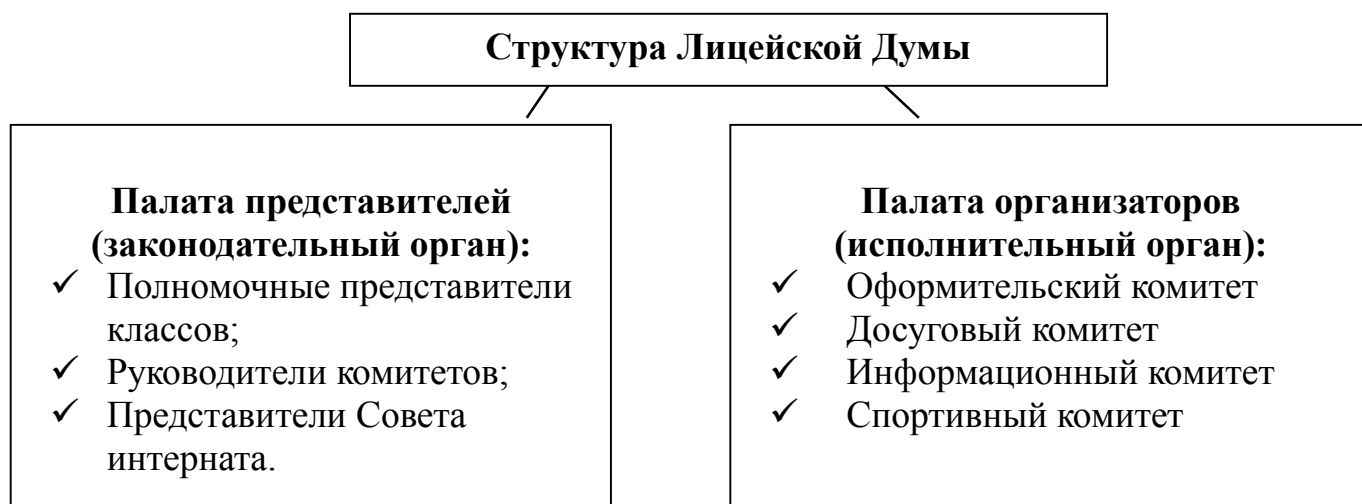 Структура Лицейской Думы
Палата представителей
(законодательный орган):
✓ Полномочные представители
классов;
✓ Руководители комитетов;
✓ Представители Совета
интерната.
Палата организаторов
(исполнительный орган):
✓ Оформительский комитет
✓ Досуговый комитет
✓ Информационный комитет
✓ Спортивный комитет